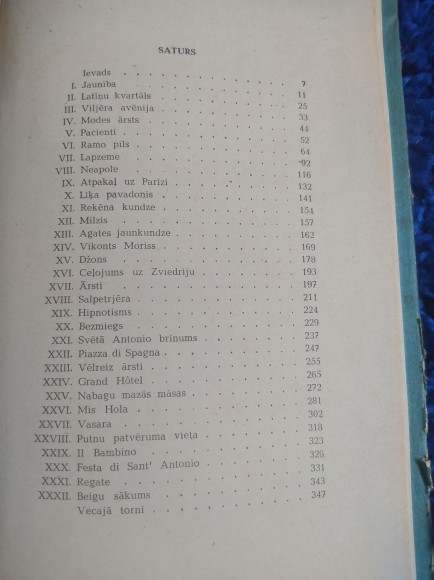 SATURS
Ievads . . . . . . . . . . 7
I. Jaunība . . . . . . . . . . 11
II. Latīņu kvartāls . . . . . . . . . . 25
III. Viljēra avēnija . . . . . . . . . . 33
IV. Modes ārsts . . . . . . . . . . 44
V. Pacienti . . . . . . . . . . 52
VI. Ramo pils . . . . . . . . . . 64
VII. Lapzeme . . . . . . . . . . 92
VIII. Neapole . . . . . . . . . . 116
IX. Atpakaļ uz Parīzi . . . . . . . . . . 132
X. Līķa pavadonis . . . . . . . . . . 141
XI. Rekēna kundze . . . . . . . . . . 154
XII. Milzis . . . . . . . . . . 157
XIII. Agates jaunkundze . . . . . . . . . . 162
XIV. Vikonts Moriss . . . . . . . . . . 169
XV. Džons . . . . . . . . . . 178
XVI. Ceļojums uz Zviedriju . . . . . . . . . . 193
XVII. Ārsti . . . . . . . . . . 197
XVIII. Salpetrjēra . . . . . . . . . . 211
XIX. Hipnotisms . . . . . . . . . . 224
XX. Bezmiegs . . . . . . . . . . 229
XXI. Svētā Antonio brīnums . . . . . . . . . . 237
XXII. Piazza di Spagna . . . . . . . . . . 247
XXIII. Vēlreiz ārsti . . . . . . . . . . 255
XXIV. Grand Hôtel . . . . . . . . . . 265
XXV. Nabagu mazās māsas . . . . . . . . . . 272
XXVI. Mis Hola . . . . . . . . . . 281
XXVII. Vasara . . . . . . . . . . 302
XXVIII. Putnu patvēruma vieta . . . . . . . . . . 318
XXIX. Il Bambino . . . . . . . . . . 323
XXX. Festa di Sant' Antonio . . . . . . . . . . 326
XXXI. Regate . . . . . . . . . . 331
XXXII. Beigu sākums . . . . . . . . . . 343
Vecajā tornī . . . . . . . . . . 347